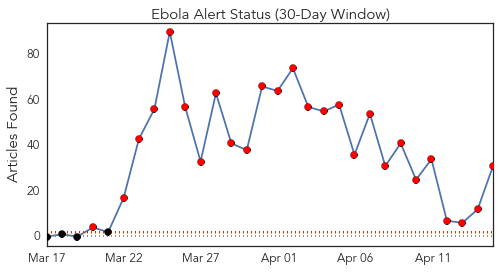 Ebola Alert Status (30-Day Window)
Articles Found
80
60
40
20
0
Mar 17 Mar 22 Mar 27 Apr 01 Apr 06 Apr 11